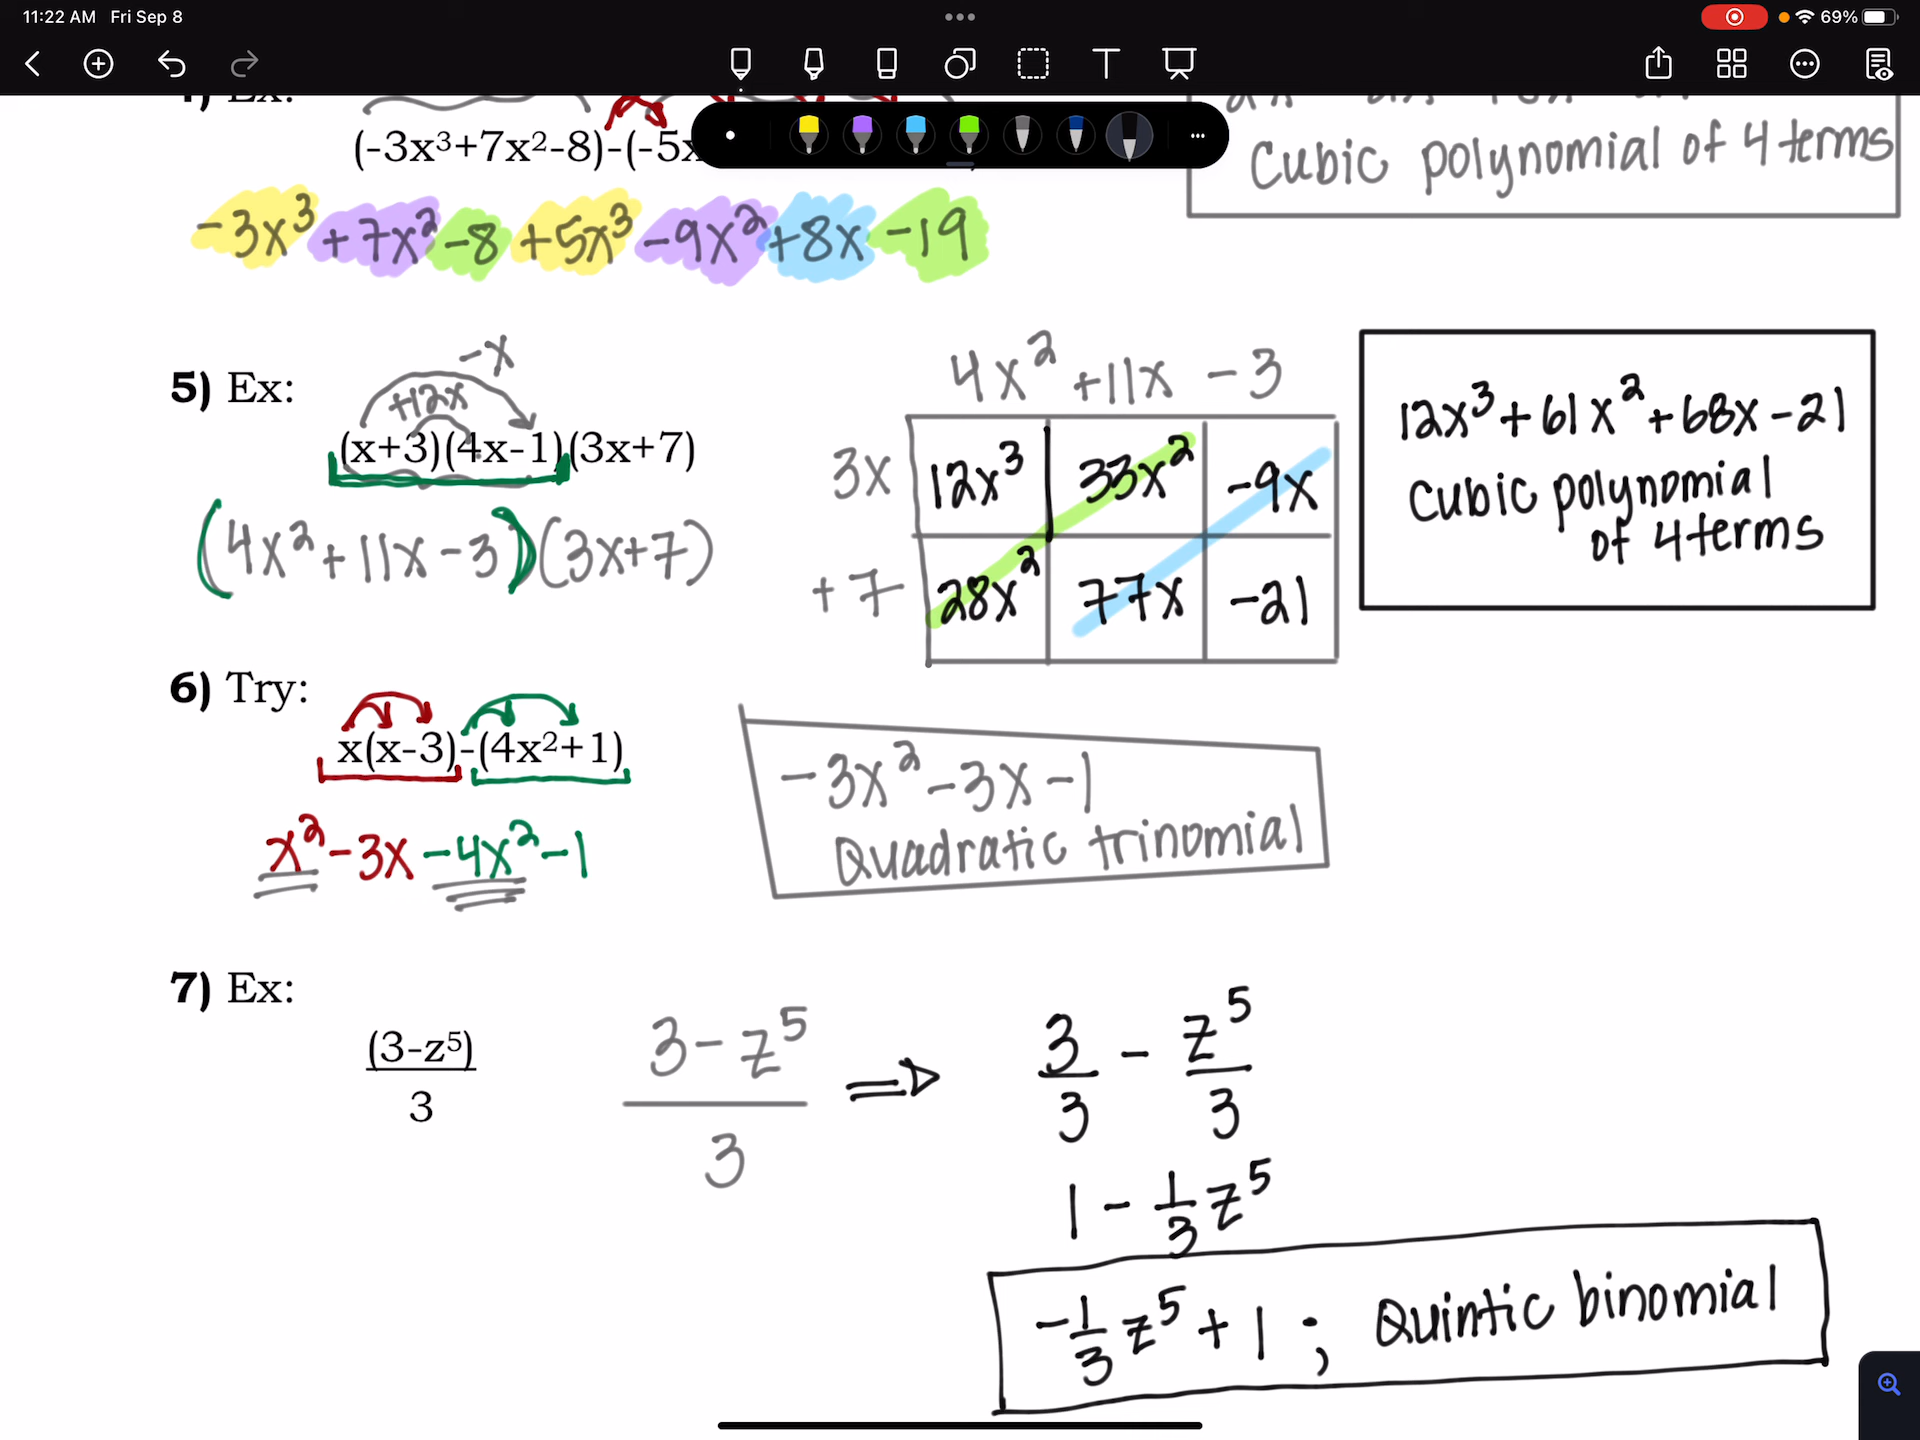 11:22 AM Fri Sep 8
69%
(-3x³+7x²-8)-(-5x
Cubic polynomial of 4 terms
-3x³ +7x² -8 +5x³ -9x² +8x -19
5) Ex:
-x
+12x
(x+3)(4x-1)(3x+7)
(4x²+11x-3)(3x+7)
4x² +11x -3
3x 12x³ 33x² -9x
+7 28x² 77x -21
12x³+61x²+68x-21
Cubic polynomial
of 4 terms
6) Try:
x(x-3)-(4x²+1)
x²-3x-4x²-1
-3x²-3x-1
Quadratic trinomial
7) Ex:
(3-z⁵)
3
3-z⁵
3
⇒
3/3 - z⁵/3
1 - 1/3 z⁵
-1/3 z⁵ + 1 ; Quintic binomial